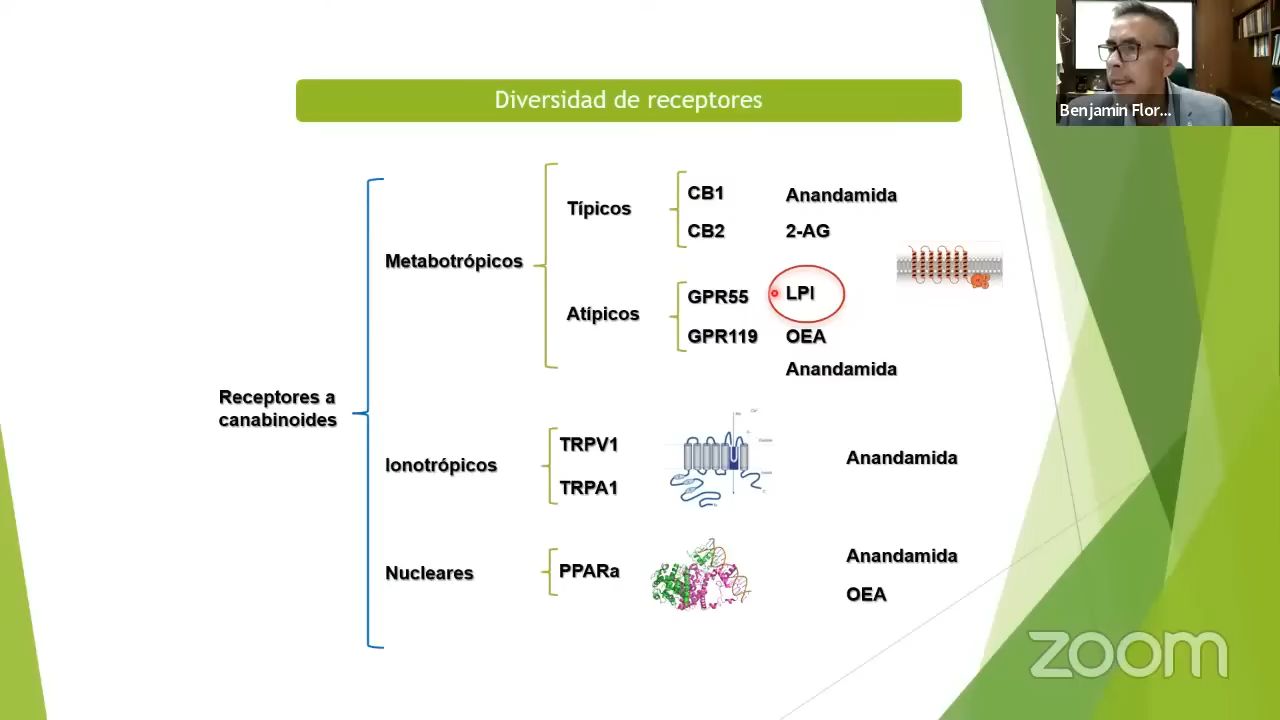 Diversidad de receptores
Benjamin Flor...
Receptores a
canabinoides
Metabotrópicos
Típicos
CB1
Anandamida
CB2
2-AG
Atípicos
GPR55
LPI
GPR119
OEA
Anandamida
Ionotrópicos
TRPV1
TRPA1
Anandamida
Nucleares
PPARa
Anandamida
OEA
zoom